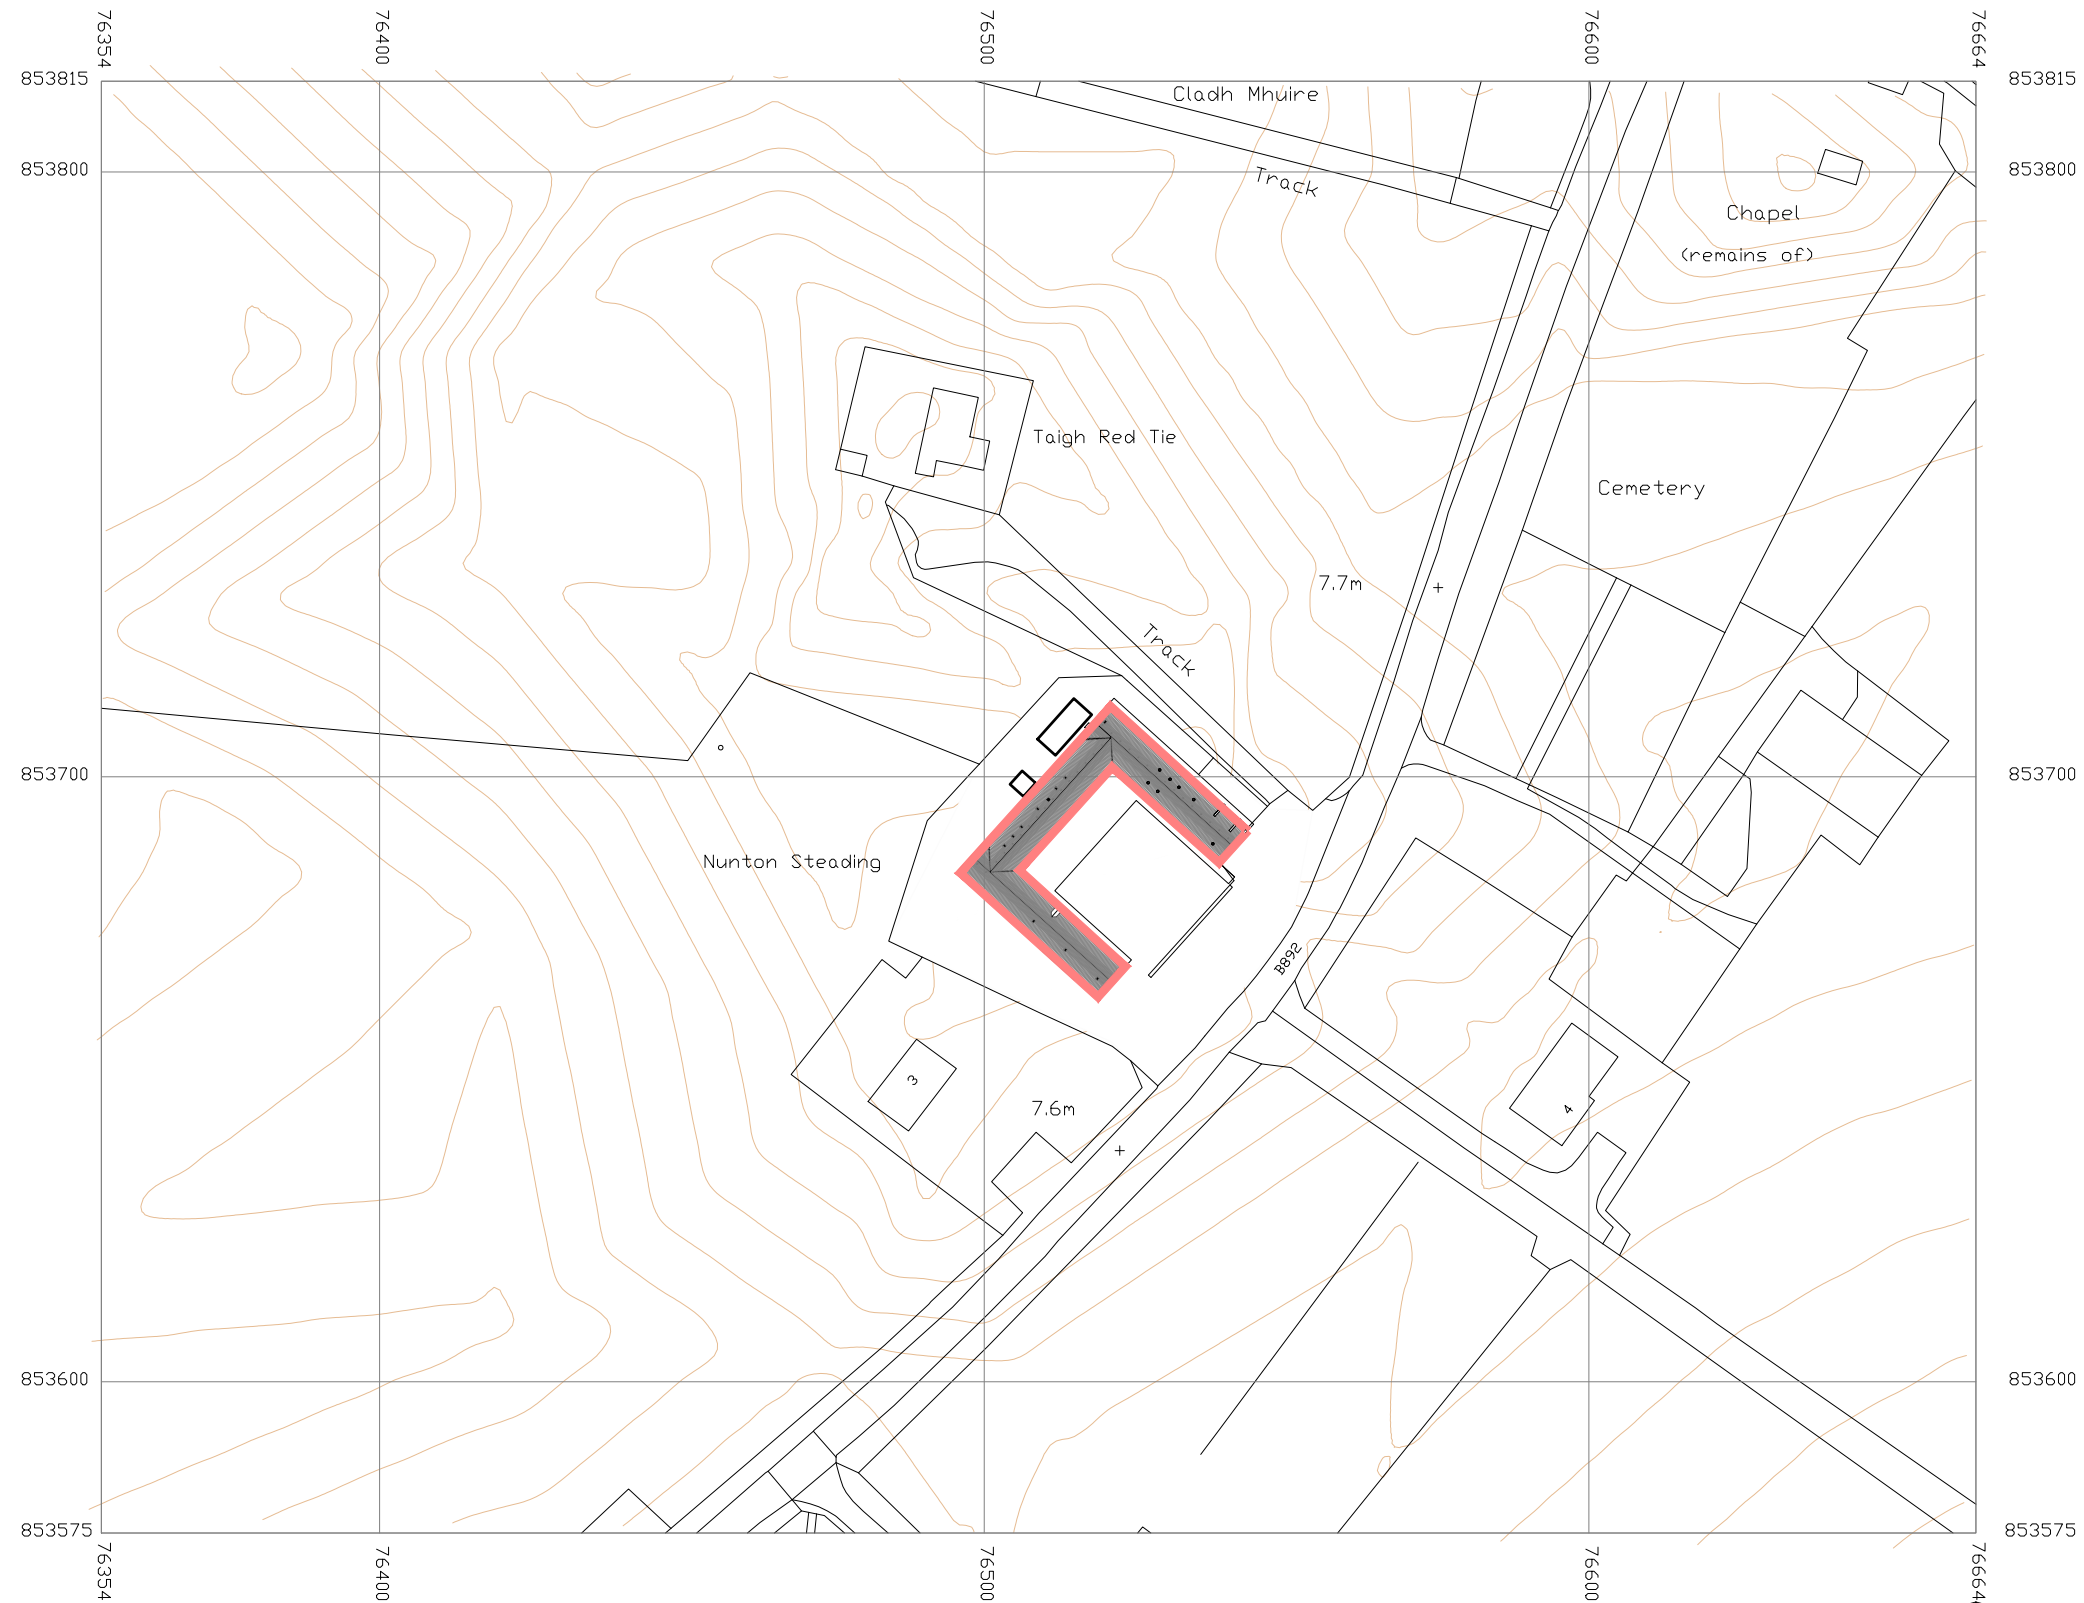 76354
76400
76500
76600
76664
853815
853815
Cladh Mhuire
853800
853800
Track
Chapel
(remains of)
Taigh Red Tie
Cemetery
7.7m
Track
853700
853700
Nunton Steading
B892
3
7.6m
4
853600
853600
853575
853575
76354
76400
76500
76600
76664